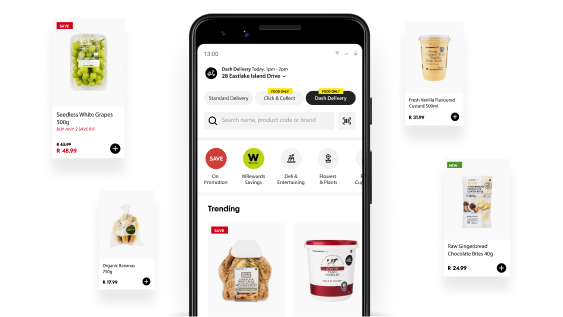 SAVE
Seedless White Grapes
500g
BUY ANY 2 SAVE R15
R 63.99
R 48.99
Organic Bananas
750g
R 17.99
13:00
Dash Delivery Today, 1pm - 2pm
28 Eastlake Island Drive
FOOD ONLY
FOOD ONLY
Standard Delivery
Click & Collect
Dash Delivery
Search name, product code or brand
SAVE
W
On
Promotion
WRewards
Savings
Deli &
Entertaining
Flowers
& Plants
Trending
SAVE
Fresh Vanilla Flavoured
Custard 500ml
R 31.99
NEW
Raw Gingerbread
Chocolate Bites 40g
R 24.99